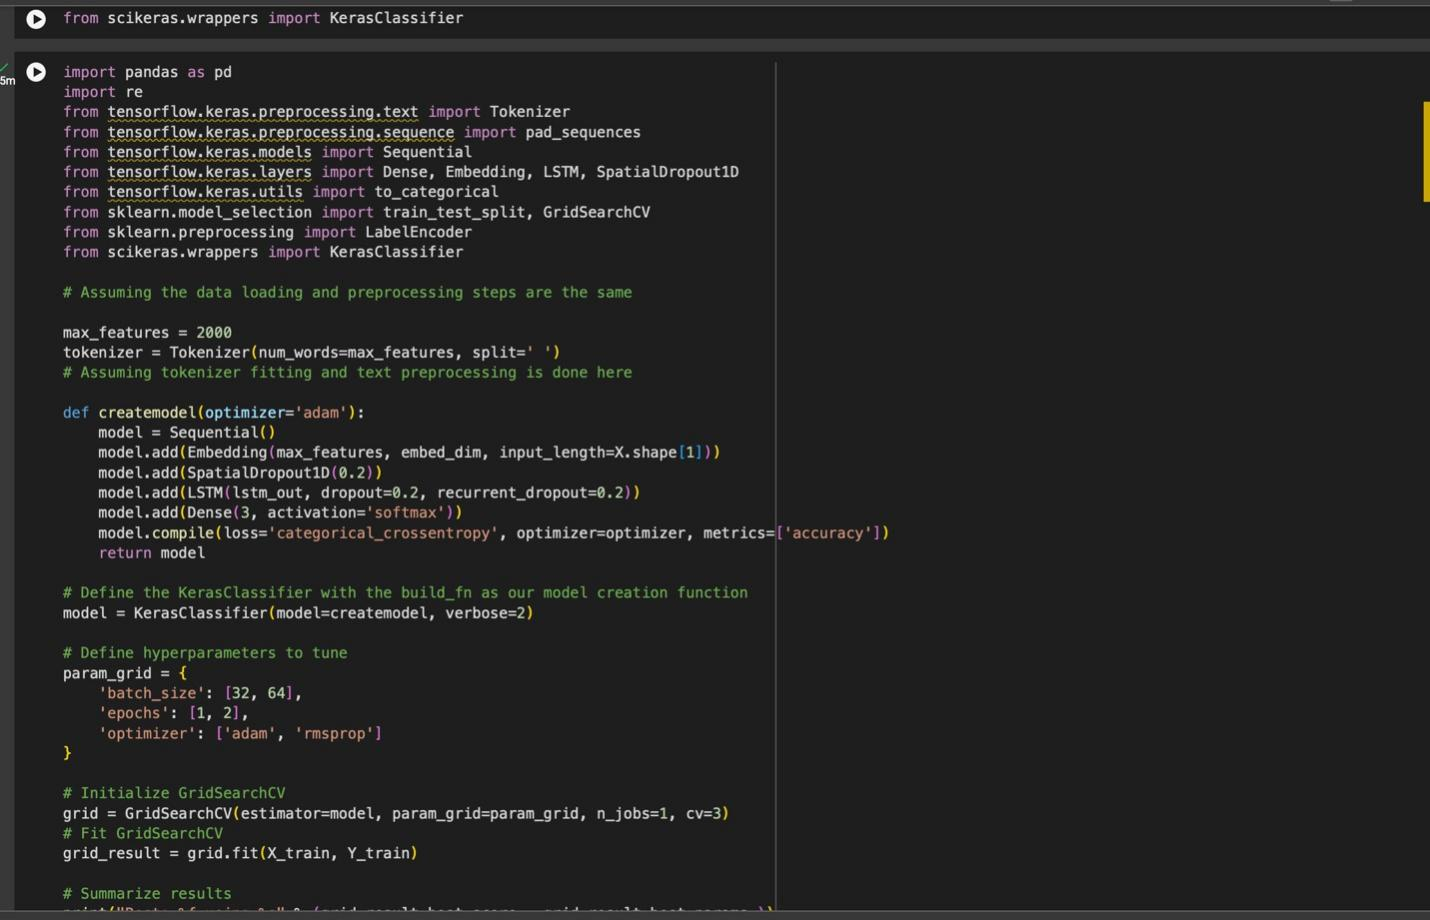 from scikeras.wrappers import KerasClassifier
5m
import pandas as pd
import re
from tensorflow.keras.preprocessing.text import Tokenizer
from tensorflow.keras.preprocessing.sequence import pad_sequences
from tensorflow.keras.models import Sequential
from tensorflow.keras.layers import Dense, Embedding, LSTM, SpatialDropout1D
from tensorflow.keras.utils import to_categorical
from sklearn.model_selection import train_test_split, GridSearchCV
from sklearn.preprocessing import LabelEncoder
from scikeras.wrappers import KerasClassifier
# Assuming the data loading and preprocessing steps are the same
max_features = 2000
tokenizer = Tokenizer(num_words=max_features, split=' ')
# Assuming tokenizer fitting and text preprocessing is done here
def createmodel(optimizer='adam'):
    model = Sequential()
    model.add(Embedding(max_features, embed_dim, input_length=X.shape[1]))
    model.add(SpatialDropout1D(0.2))
    model.add(LSTM(lstm_out, dropout=0.2, recurrent_dropout=0.2))
    model.add(Dense(3, activation='softmax'))
    model.compile(loss='categorical_crossentropy', optimizer=optimizer, metrics=['accuracy'])
    return model
# Define the KerasClassifier with the build_fn as our model creation function
model = KerasClassifier(model=createmodel, verbose=2)
# Define hyperparameters to tune
param_grid = {
    'batch_size': [32, 64],
    'epochs': [1, 2],
    'optimizer': ['adam', 'rmsprop']
}
# Initialize GridSearchCV
grid = GridSearchCV(estimator=model, param_grid=param_grid, n_jobs=1, cv=3)
# Fit GridSearchCV
grid_result = grid.fit(X_train, Y_train)
# Summarize results